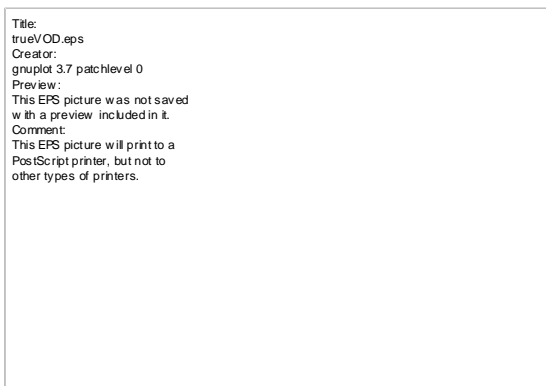 Title:
trueVOD.eps
Creator:
gnuplot 3.7 patchlevel 0
Preview:
This EPS picture was not saved
with a preview included in it.
Comment:
This EPS picture will print to a
PostScript printer, but not to
other types of printers.